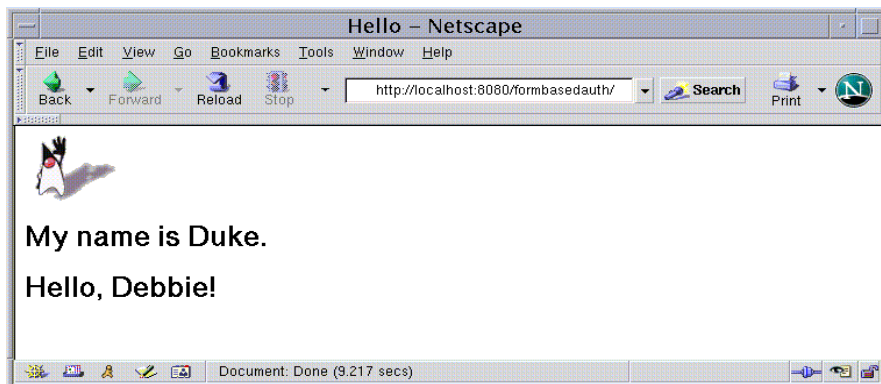 Hello – Netscape
File Edit View Go Bookmarks Tools Window Help
Back Forward Reload Stop http://localhost:8080/formbasedauth/ Search Print N
My name is Duke.
Hello, Debbie!
Document: Done (9.217 secs)